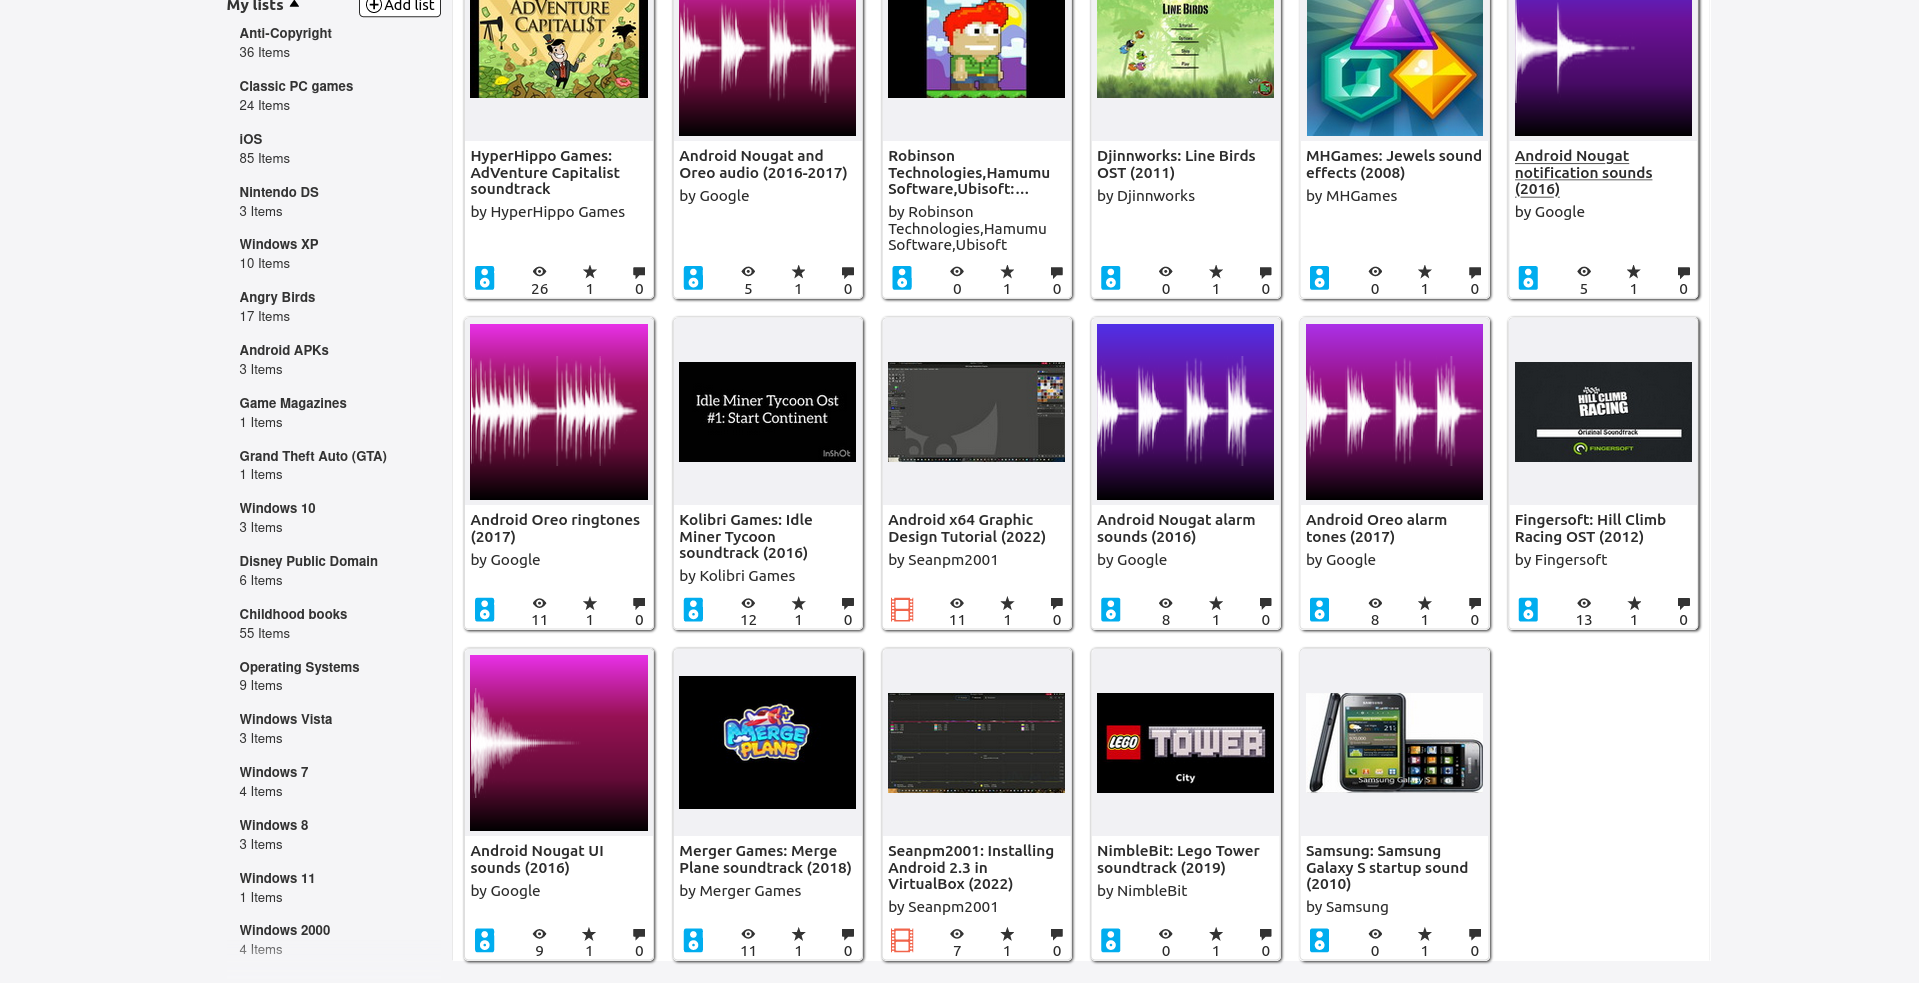 My lists
Add list
Anti-Copyright
36 Items
Classic PC games
24 Items
iOS
85 Items
Nintendo DS
3 Items
Windows XP
10 Items
Angry Birds
17 Items
Android APKs
3 Items
Game Magazines
1 Items
Grand Theft Auto (GTA)
1 Items
Windows 10
3 Items
Disney Public Domain
6 Items
Childhood books
55 Items
Operating Systems
9 Items
Windows Vista
3 Items
Windows 7
4 Items
Windows 8
3 Items
Windows 11
1 Items
Windows 2000
4 Items
ADVENTURE
CAPITALI$T
HyperHippo Games:
AdVenture Capitalist
soundtrack
by HyperHippo Games
26
1
0
Android Nougat and
Oreo audio (2016-2017)
by Google
5
1
0
Robinson
Technologies,Hamumu
Software,Ubisoft:…
by Robinson
Technologies,Hamumu
Software,Ubisoft
0
1
0
LINE BIRDS
Play
Djinnworks: Line Birds
OST (2011)
by Djinnworks
0
1
0
MHGames: Jewels sound
effects (2008)
by MHGames
0
1
0
Android Nougat
notification sounds
(2016)
by Google
5
1
0
Android Oreo ringtones
(2017)
by Google
11
1
0
Idle Miner Tycoon Ost
#1: Start Continent
InShOt
Kolibri Games: Idle
Miner Tycoon
soundtrack (2016)
by Kolibri Games
12
1
0
Android x64 Graphic
Design Tutorial (2022)
by Seanpm2001
11
1
0
Android Nougat alarm
sounds (2016)
by Google
8
1
0
Android Oreo alarm
tones (2017)
by Google
8
1
0
HILL CLIMB
RACING
Original Soundtrack
FINGERSOFT
Fingersoft: Hill Climb
Racing OST (2012)
by Fingersoft
13
1
0
Android Nougat UI
sounds (2016)
by Google
9
1
0
MERGE
PLANE
Merger Games: Merge
Plane soundtrack (2018)
by Merger Games
11
1
0
Seanpm2001: Installing
Android 2.3 in
VirtualBox (2022)
by Seanpm2001
7
1
0
LEGO TOWER
City
NimbleBit: Lego Tower
soundtrack (2019)
by NimbleBit
0
1
0
Samsung Galaxy S
Samsung: Samsung
Galaxy S startup sound
(2010)
by Samsung
0
1
0